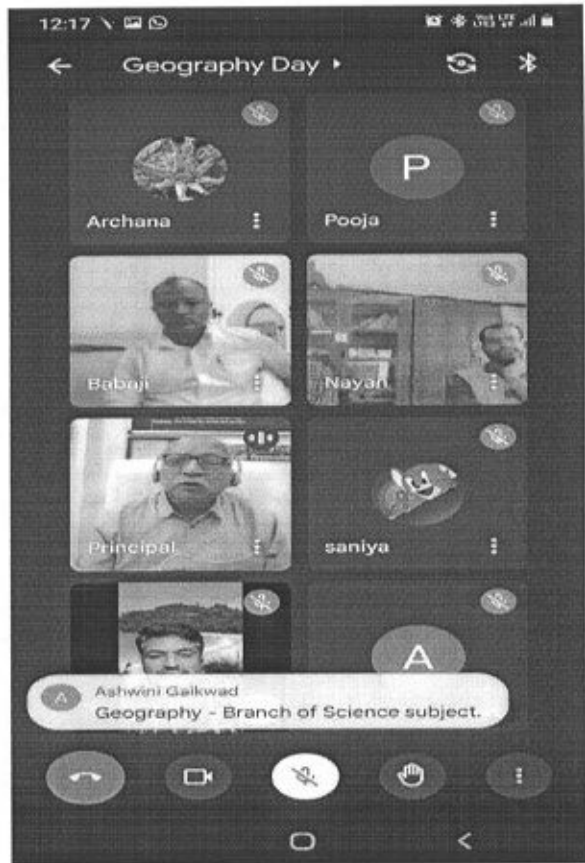 12:17
Geography Day
Archana
P
Pooja
Babaji
Nayan
Principal
saniya
A
A
Ashwini Gaikwad
Geography - Branch of Science subject.